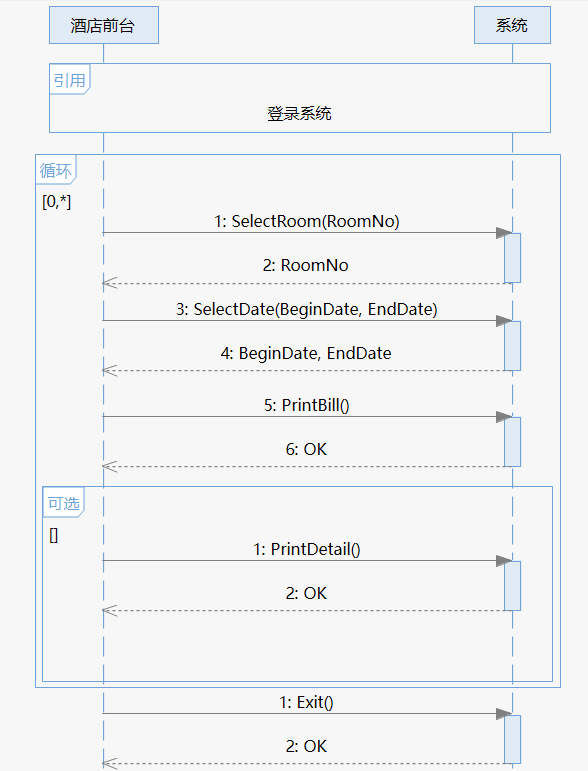 酒店前台
系统
引用
登录系统
循环
[0,*]
1: SelectRoom(RoomNo)
2: RoomNo
3: SelectDate(BeginDate, EndDate)
4: BeginDate, EndDate
5: PrintBill()
6: OK
可选
[]
1: PrintDetail()
2: OK
1: Exit()
2: OK